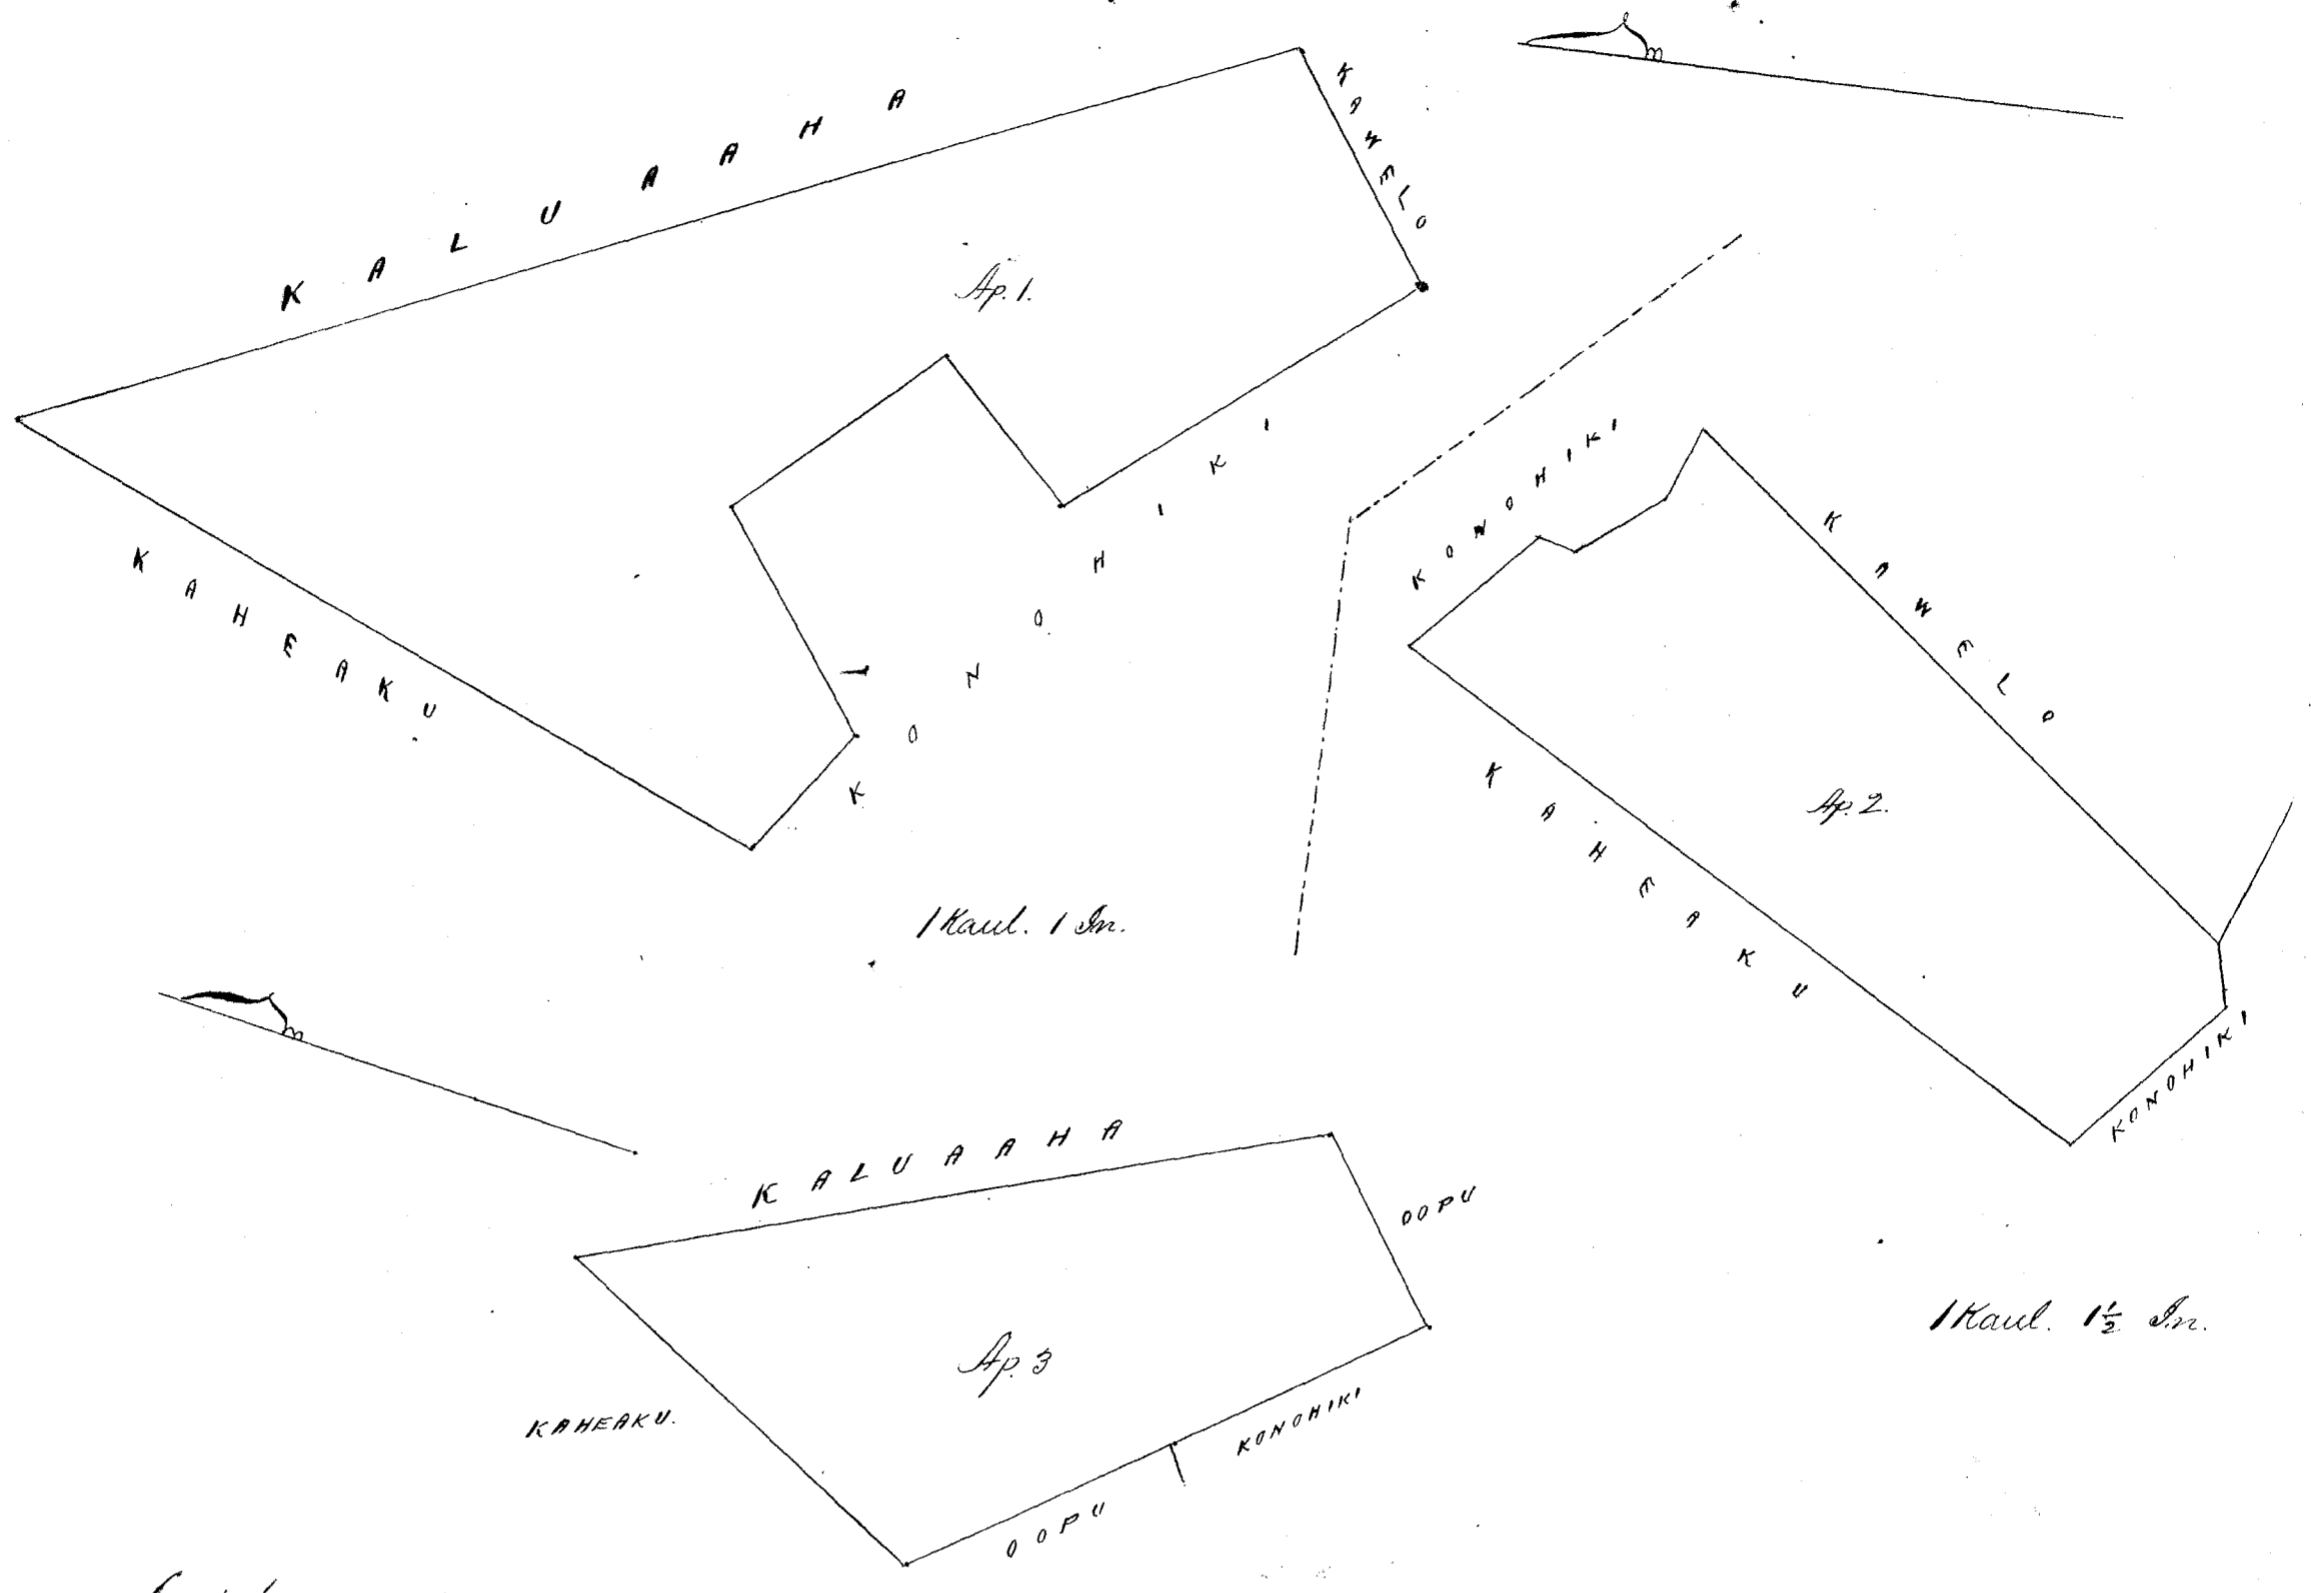 KALUAAHA
KAWELO
Ap. 1.
KONOHIKI
KAHEAKU
1 Kaul. 1 In.
KONOHIKI
KAWELO
Ap. 2.
KAHEAKU
KONOHIKI
1 Kaul. 1½ In.
KALUAAHA
OOPU
Ap. 3
KAHEAKU.
KONOHIKI
OOPU